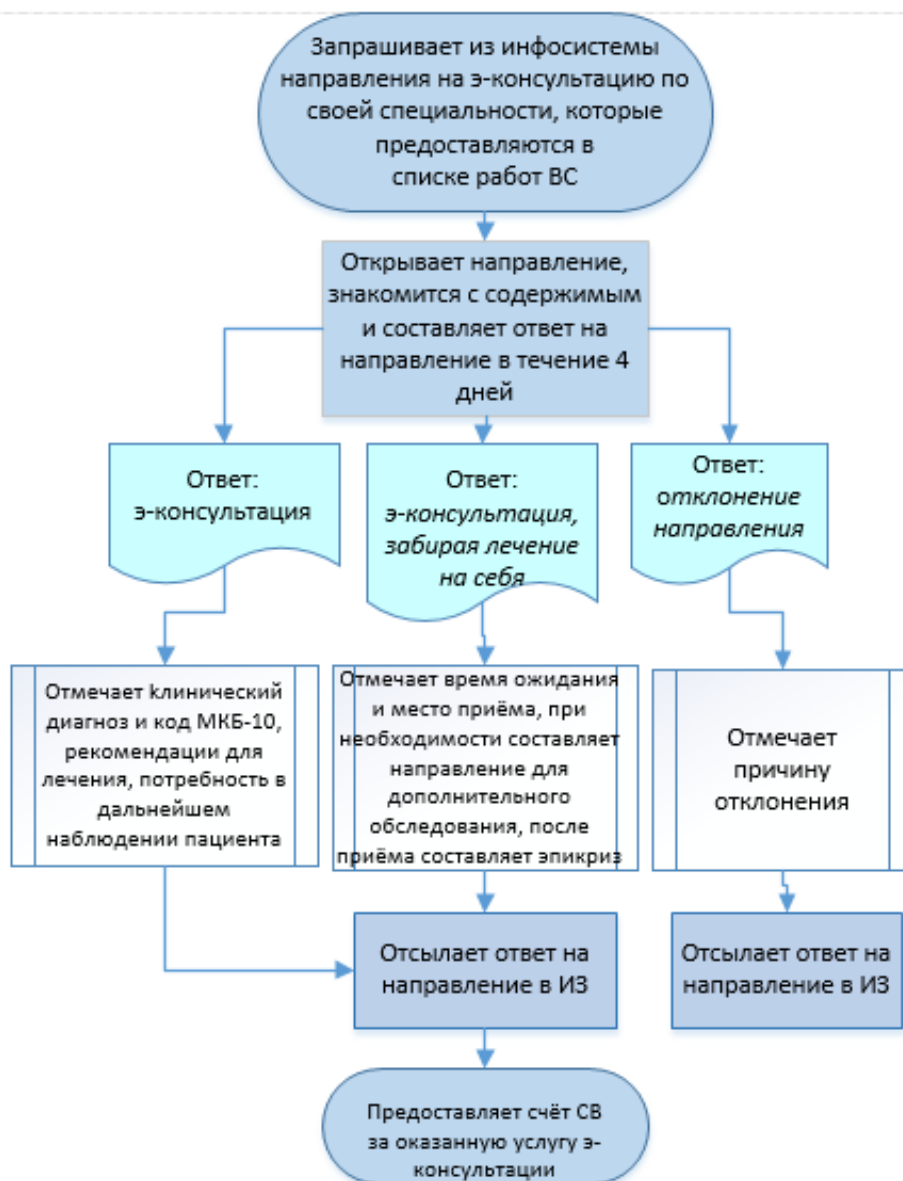 Запрашивает из инфосистемы
направления на э-консультацию по
своей специальности, которые
предоставляются в
списке работ ВС
Открывает направление,
знакомится с содержимым
и составляет ответ на
направление в течение 4
дней
Ответ:
э-консультация
Ответ:
э-консультация,
забирая лечение
на себя
Ответ:
отклонение
направления
Отмечает kлинический
диагноз и код МКБ-10,
рекомендации для
лечения, потребность в
дальнейшем
наблюдении пациента
Отмечает время ожидания
и место приёма, при
необходимости составляет
направление для
дополнительного
обследования, после
приёма составляет эпикриз
Отмечает
причину
отклонения
Отсылает ответ на
направление в ИЗ
Отсылает ответ на
направление в ИЗ
Предоставляет счёт СВ
за оказанную услугу э-
консультации